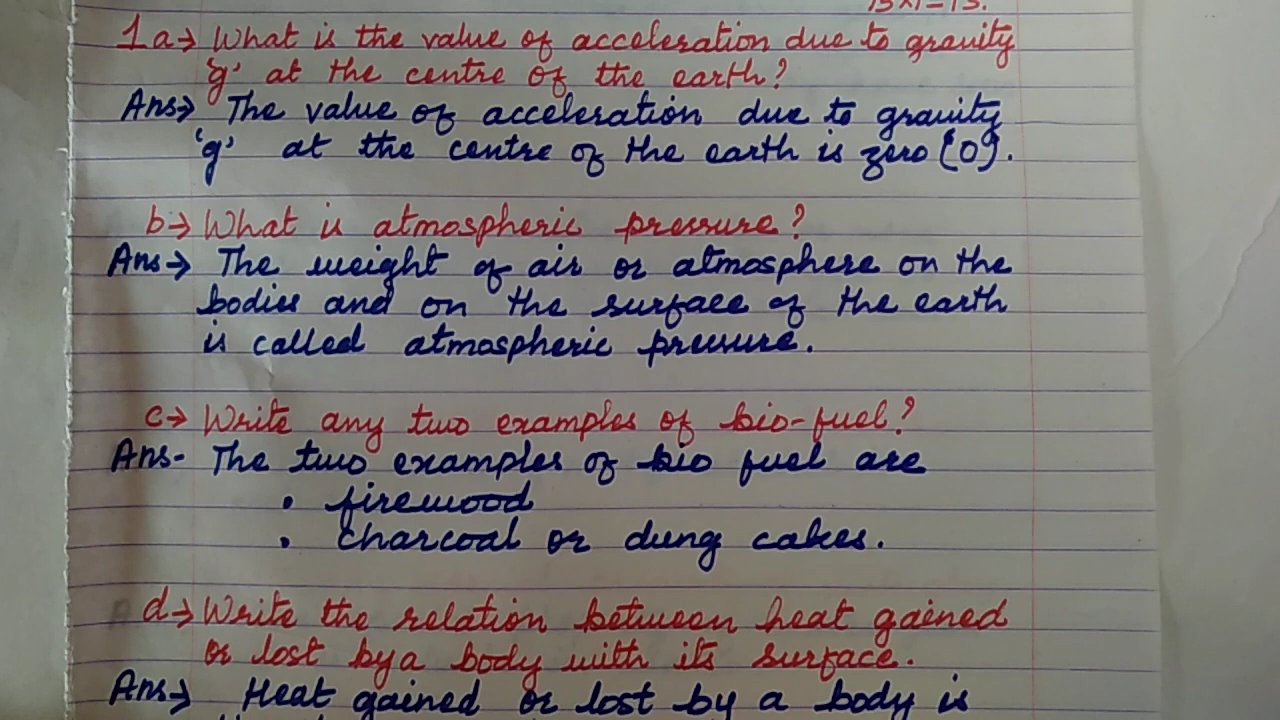 15×1=15.
1a→ What is the value of acceleration due to gravity
'g' at the centre of the earth?
Ans→ The value of acceleration due to gravity
'g' at the centre of the earth is zero (0).
b→ What is atmospheric pressure?
Ans→ The weight of air or atmosphere on the
bodies and on the surface of the earth
is called atmospheric pressure.
c→ Write any two examples of bio-fuel?
Ans- The two examples of bio fuel are
• firewood
• charcoal or dung cakes.
d→ Write the relation between heat gained
or lost by a body with its surface.
Ans→ Heat gained or lost by a body is